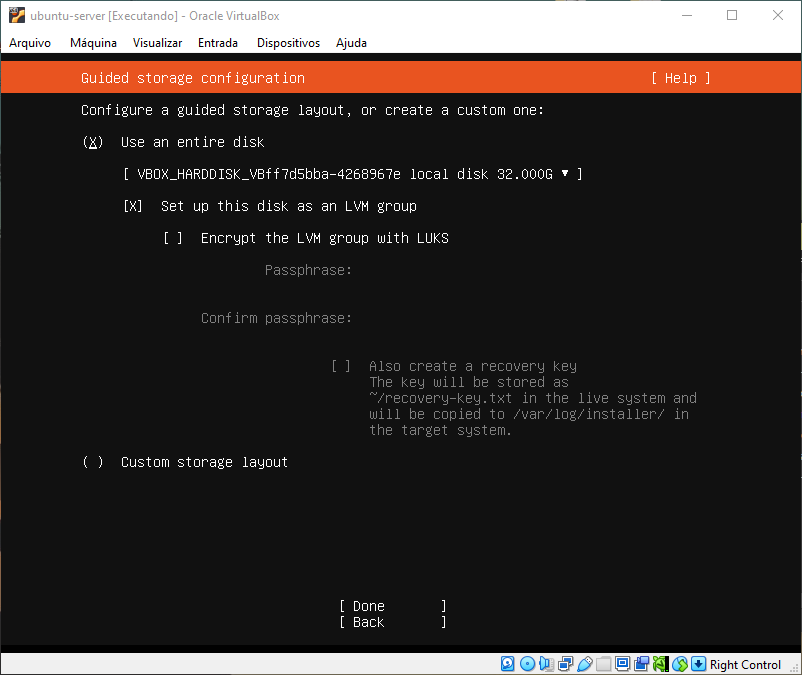 ubuntu-server [Executando] - Oracle VirtualBox
Arquivo Máquina Visualizar Entrada Dispositivos Ajuda
Guided storage configuration [ Help ]
Configure a guided storage layout, or create a custom one:
(X) Use an entire disk
[ VBOX_HARDDISK_VBff7d5bba-4268967e local disk 32.000G ▾ ]
[X] Set up this disk as an LVM group
[ ] Encrypt the LVM group with LUKS
Passphrase:
Confirm passphrase:
[ ] Also create a recovery key
The key will be stored as
~/recovery-key.txt in the live system and
will be copied to /var/log/installer/ in
the target system.
( ) Custom storage layout
[ Done ]
[ Back ]
Right Control